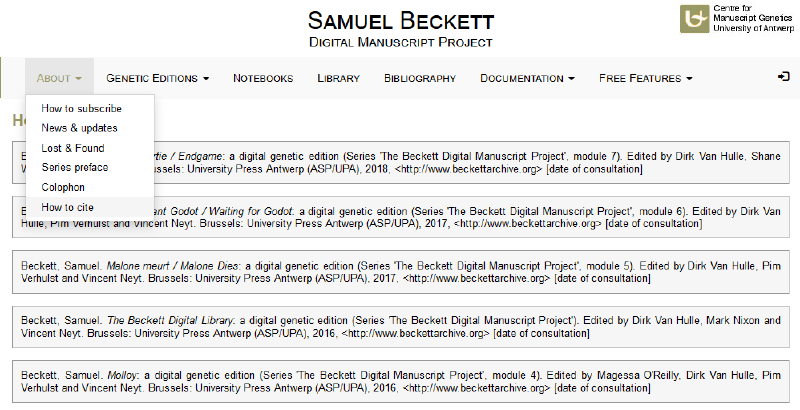 SAMUEL BECKETT
DIGITAL MANUSCRIPT PROJECT
Centre for
Manuscript Genetics
University of Antwerp
ABOUT GENETIC EDITIONS NOTEBOOKS LIBRARY BIBLIOGRAPHY DOCUMENTATION FREE FEATURES
How to subscribe
News & updates
Lost & Found
Series preface
Colophon
How to cite
/ Endgame: a digital genetic edition (Series 'The Beckett Digital Manuscript Project', module 7). Edited by Dirk Van Hulle, Shane
Brussels: University Press Antwerp (ASP/UPA), 2018, <http://www.beckettarchive.org> [date of consultation]
Godot / Waiting for Godot: a digital genetic edition (Series 'The Beckett Digital Manuscript Project', module 6). Edited by Dirk Van
Hulle, Pim Verhulst and Vincent Neyt. Brussels: University Press Antwerp (ASP/UPA), 2017, <http://www.beckettarchive.org> [date of consultation]
Beckett, Samuel. Malone meurt / Malone Dies: a digital genetic edition (Series 'The Beckett Digital Manuscript Project', module 5). Edited by Dirk Van Hulle, Pim
Verhulst and Vincent Neyt. Brussels: University Press Antwerp (ASP/UPA), 2017, <http://www.beckettarchive.org> [date of consultation]
Beckett, Samuel. The Beckett Digital Library: a digital genetic edition (Series 'The Beckett Digital Manuscript Project'). Edited by Dirk Van Hulle, Mark Nixon and
Vincent Neyt. Brussels: University Press Antwerp (ASP/UPA), 2016, <http://www.beckettarchive.org> [date of consultation]
Beckett, Samuel. Molloy: a digital genetic edition (Series 'The Beckett Digital Manuscript Project', module 4). Edited by Magessa O'Reilly, Dirk Van Hulle, Pim
Verhulst and Vincent Neyt. Brussels: University Press Antwerp (ASP/UPA), 2016, <http://www.beckettarchive.org> [date of consultation]